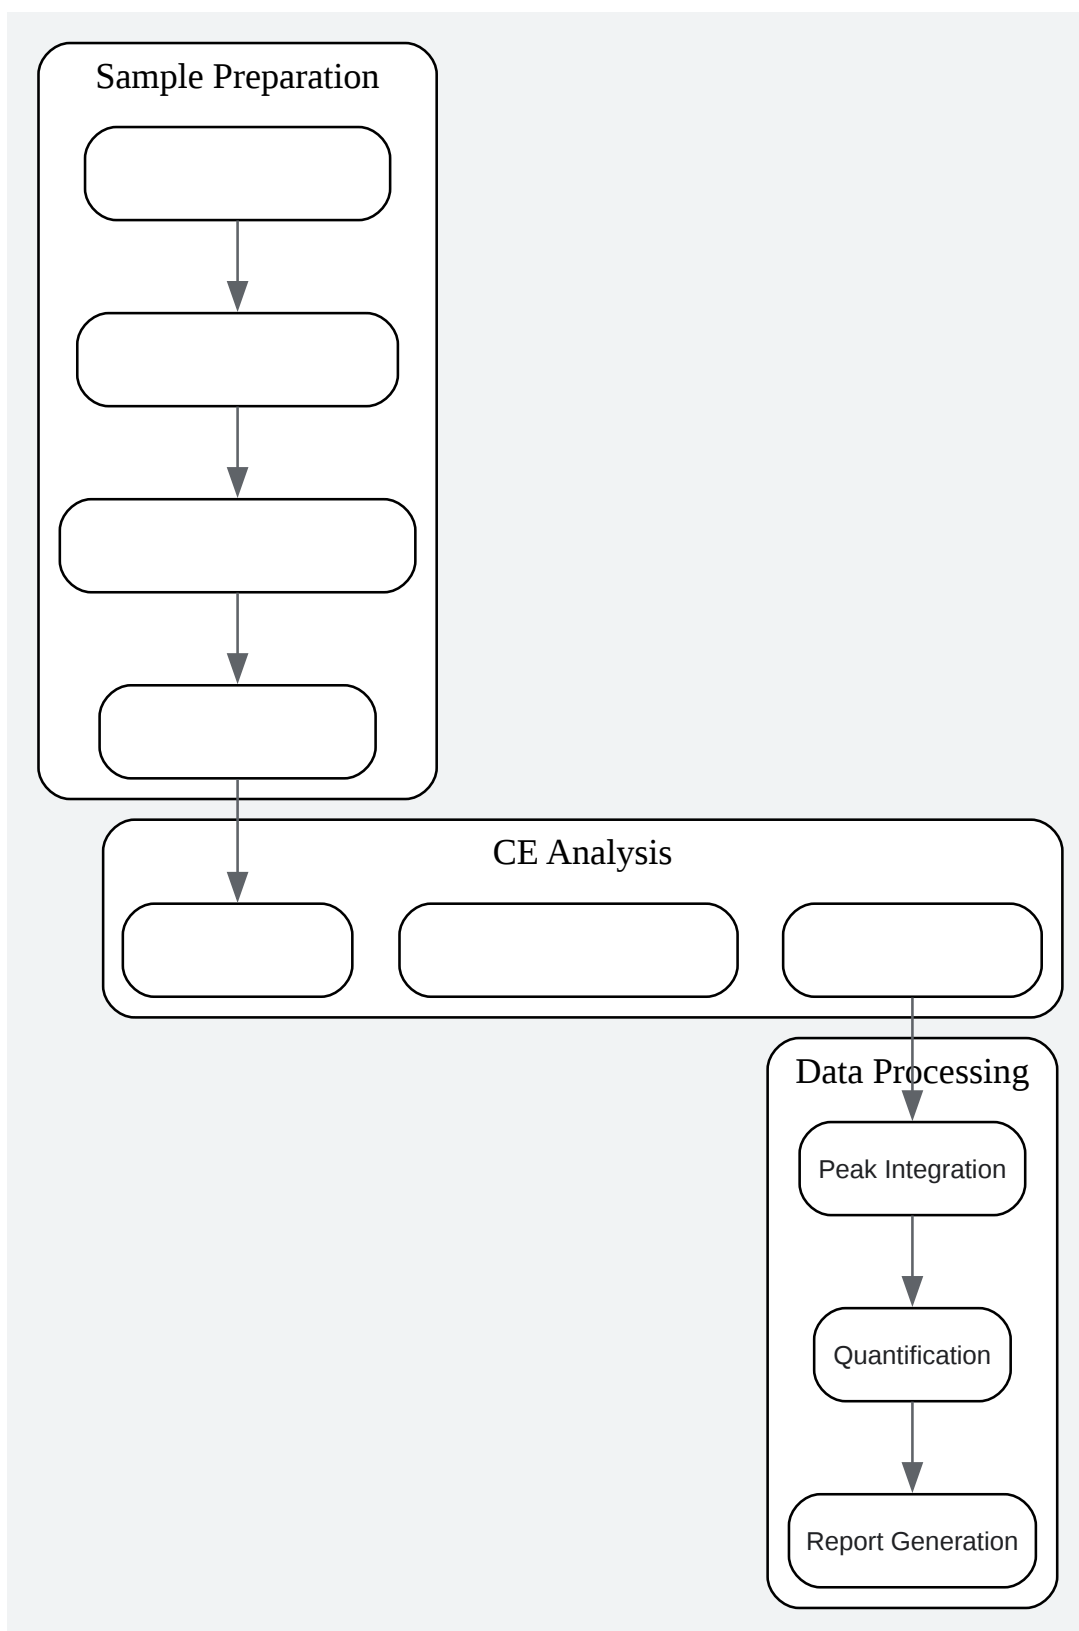 Sample Preparation
CE Analysis
Data Processing
Peak Integration
Quantification
Report Generation